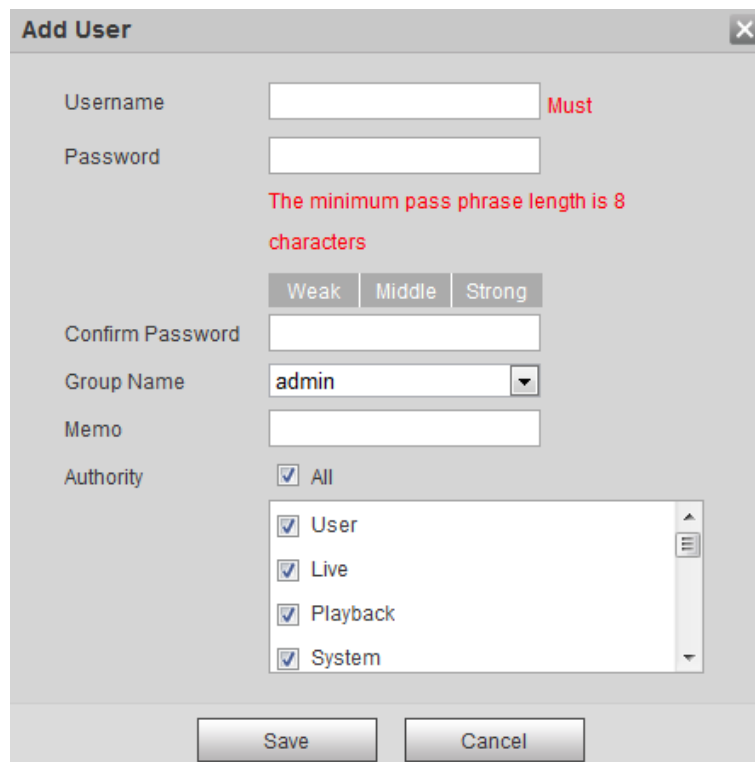 Add User
Username Must
Password
The minimum pass phrase length is 8
characters
Weak Middle Strong
Confirm Password
Group Name admin
Memo
Authority All
User
Live
Playback
System
Save Cancel